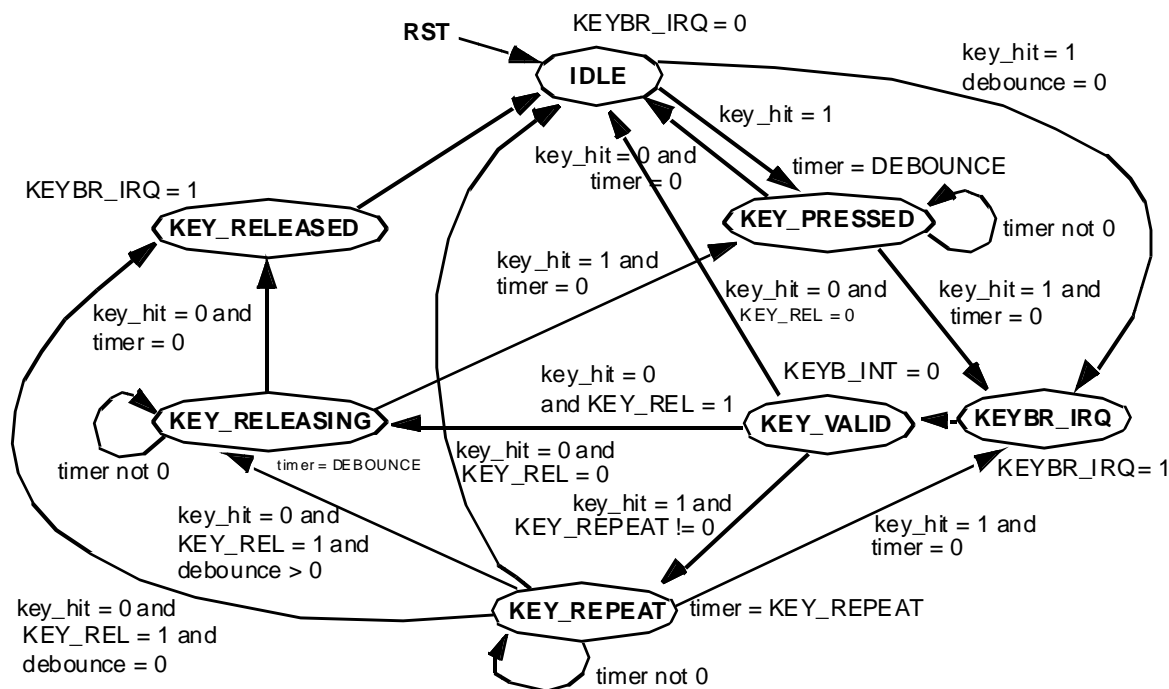 KEYBR_IRQ = 0
RST
IDLE
key_hit = 1
debounce = 0
key_hit = 1
key_hit = 0 and
timer = 0
timer = DEBOUNCE
KEYBR_IRQ = 1
KEY_RELEASED
KEY_PRESSED
timer not 0
key_hit = 1 and
timer = 0
key_hit = 0 and
KEY_REL = 0
key_hit = 1 and
timer = 0
key_hit = 0 and
timer = 0
key_hit = 0
and KEY_REL = 1
KEYB_INT = 0
KEY_RELEASING
KEY_VALID
KEYBR_IRQ
timer not 0
timer = DEBOUNCE
key_hit = 0 and
KEY_REL = 0
KEYBR_IRQ = 1
key_hit = 0 and
KEY_REL = 1 and
debounce > 0
key_hit = 1 and
KEY_REPEAT != 0
key_hit = 1 and
timer = 0
key_hit = 0 and
KEY_REL = 1 and
debounce = 0
KEY_REPEAT
timer = KEY_REPEAT
timer not 0